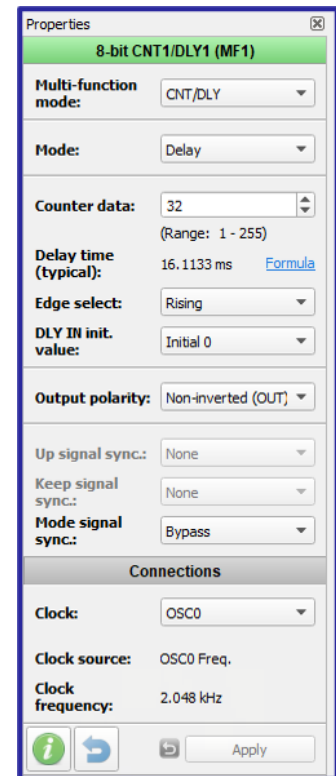 Properties
8-bit CNT1/DLY1 (MF1)
Multi-function
mode:
CNT/DLY
Mode:
Delay
Counter data:
32
(Range: 1 - 255)
Delay time
(typical):
16.1133 ms
Formula
Edge select:
Rising
DLY IN init.
value:
Initial 0
Output polarity:
Non-inverted (OUT)
Up signal sync.:
None
Keep signal
sync.:
None
Mode signal
sync.:
Bypass
Connections
Clock:
OSC0
Clock source:
OSC0 Freq.
Clock
frequency:
2.048 kHz
Apply